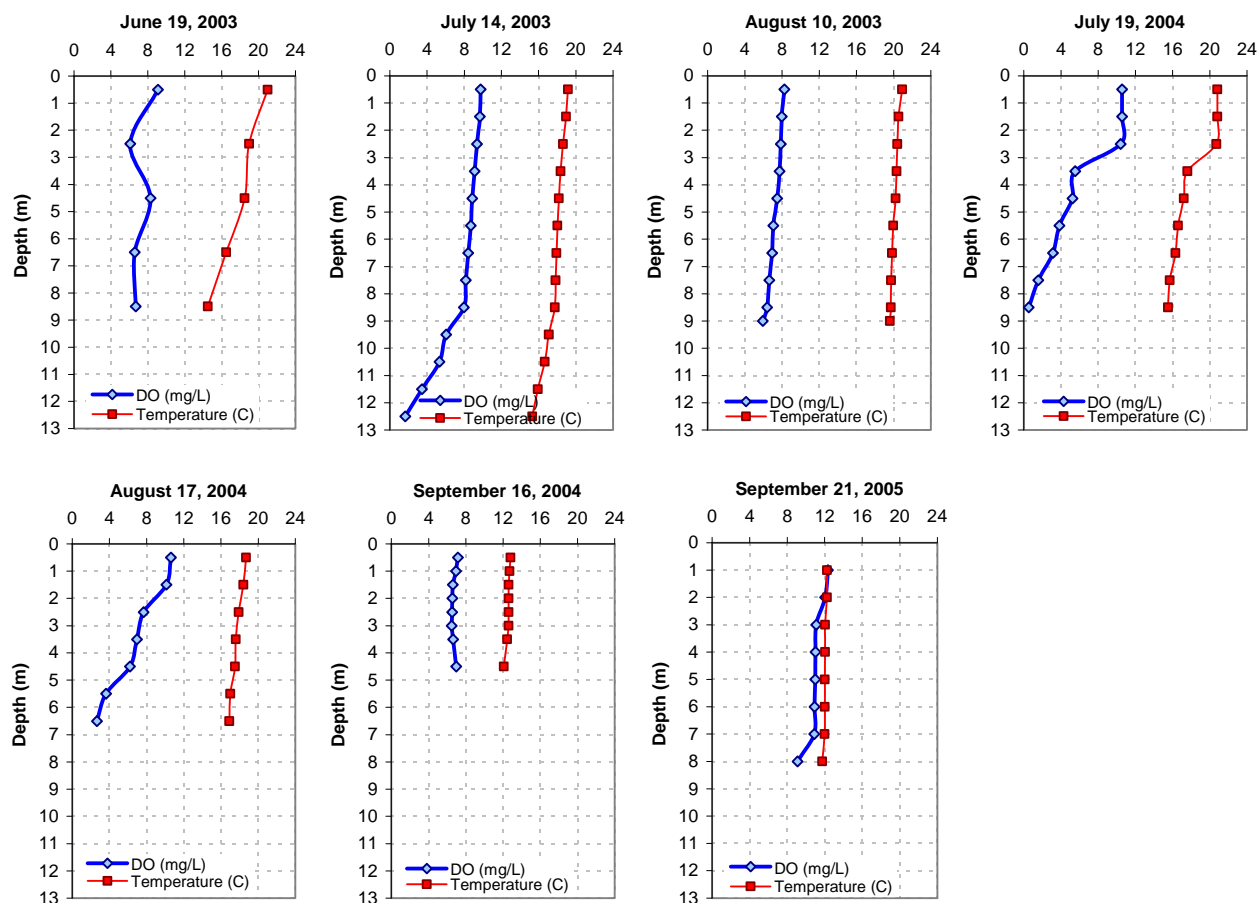 June 19, 2003
0 4 8 12 16 20 24
Depth (m)
0
1
2
3
4
5
6
7
8
9
10
11
12
13
DO (mg/L)
Temperature (C)
July 14, 2003
0 4 8 12 16 20 24
Depth (m)
0
1
2
3
4
5
6
7
8
9
10
11
12
13
DO (mg/L)
Temperature (C)
August 10, 2003
0 4 8 12 16 20 24
Depth (m)
0
1
2
3
4
5
6
7
8
9
10
11
12
13
DO (mg/L)
Temperature (C)
July 19, 2004
0 4 8 12 16 20 24
Depth (m)
0
1
2
3
4
5
6
7
8
9
10
11
12
13
DO (mg/L)
Temperature (C)
August 17, 2004
0 4 8 12 16 20 24
Depth (m)
0
1
2
3
4
5
6
7
8
9
10
11
12
13
DO (mg/L)
Temperature (C)
September 16, 2004
0 4 8 12 16 20 24
Depth (m)
0
1
2
3
4
5
6
7
8
9
10
11
12
13
DO (mg/L)
Temperature (C)
September 21, 2005
0 4 8 12 16 20 24
Depth (m)
0
1
2
3
4
5
6
7
8
9
10
11
12
13
DO (mg/L)
Temperature (C)